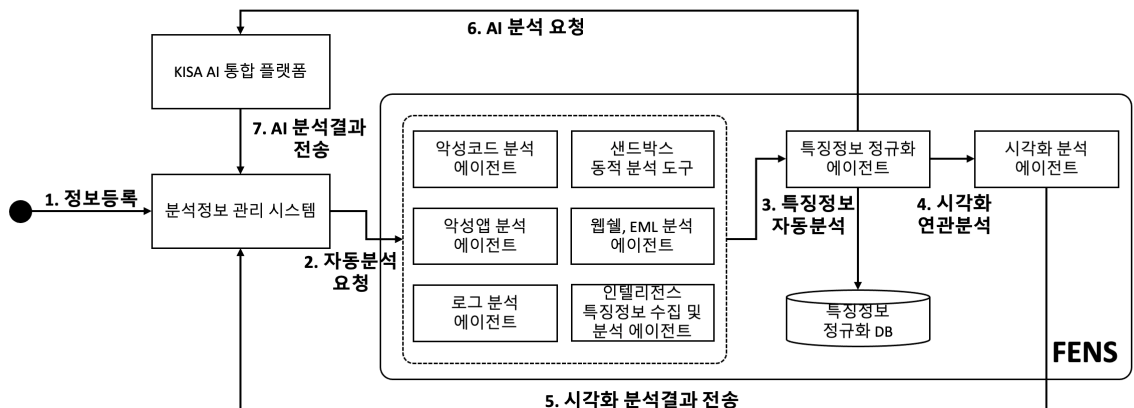 6. AI 분석 요청
KISA AI 통합 플랫폼
7. AI 분석결과
전송
1. 정보등록
분석정보 관리 시스템
2. 자동분석
요청
악성코드 분석
에이전트
샌드박스
동적 분석 도구
악성앱 분석
에이전트
웹쉘, EML 분석
에이전트
로그 분석
에이전트
인텔리전스
특징정보 수집 및
분석 에이전트
특징정보 정규화
에이전트
시각화 분석
에이전트
3. 특징정보
자동분석
4. 시각화
연관분석
특징정보
정규화 DB
FENS
5. 시각화 분석결과 전송